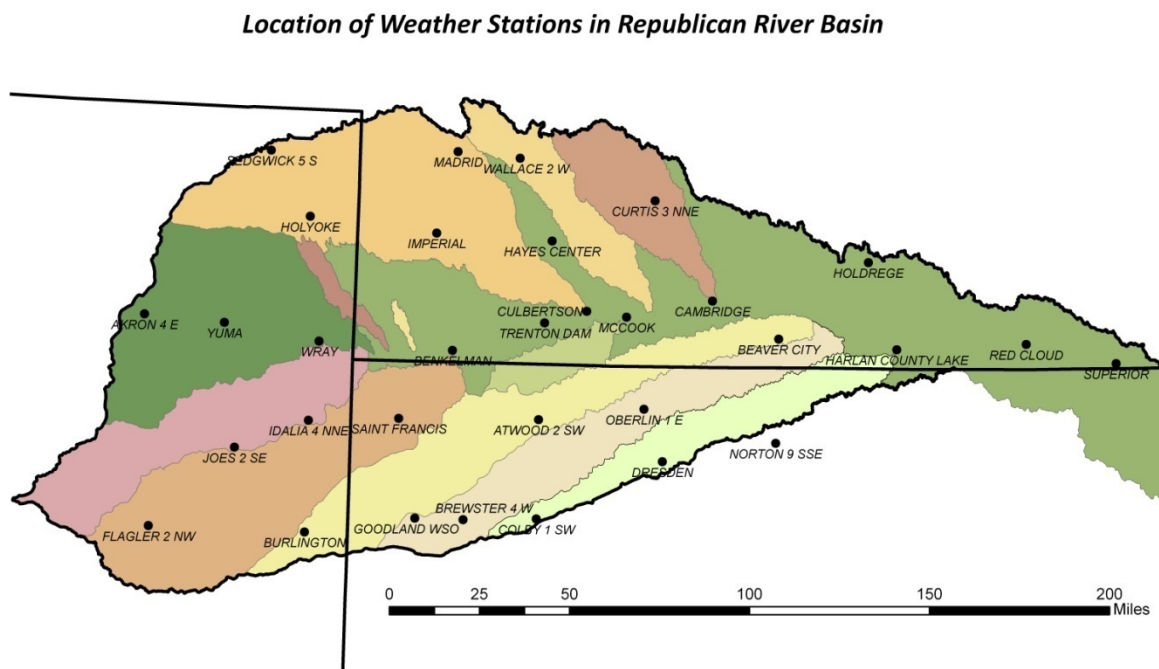 Location of Weather Stations in Republican River Basin
SEDGWICK 5 S
MADRID
WALLACE 2 W
CURTIS 3 NNE
HOLYOKE
IMPERIAL
HAYES CENTER
HOLDREGE
AKRON 4 E
YUMA
CULBERTSON
CAMBRIDGE
TRENTON DAM
MCCOOK
WRAY
BENKELMAN
BEAVER CITY
HARLAN COUNTY LAKE
RED CLOUD
SUPERIOR
IDALIA 4 NNE
SAINT FRANCIS
ATWOOD 2 SW
OBERLIN 1 E
JOES 2 SE
NORTON 9 SSE
DRESDEN
FLAGLER 2 NW
BURLINGTON
GOODLAND WSO
BREWSTER 4 W
COLBY 1 SW
0 25 50 100 150 200
Miles